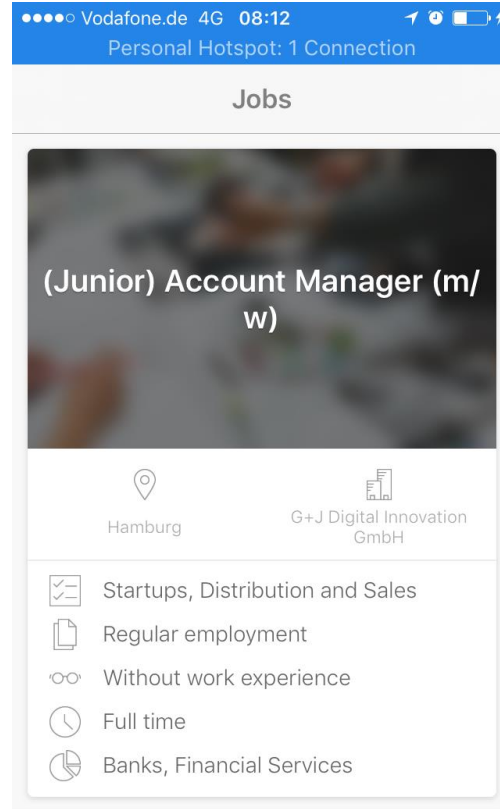 Vodafone.de 4G 08:12
Personal Hotspot: 1 Connection
Jobs
(Junior) Account Manager (m/
w)
Hamburg
G+J Digital Innovation
GmbH
Startups, Distribution and Sales
Regular employment
Without work experience
Full time
Banks, Financial Services